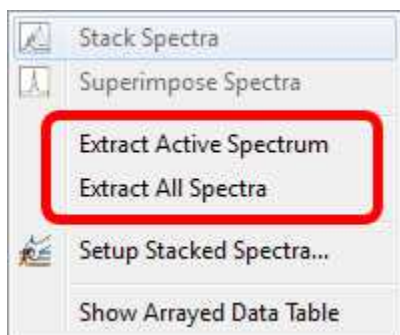 Stack Spectra
Superimpose Spectra
Extract Active Spectrum
Extract All Spectra
Setup Stacked Spectra...
Show Arrayed Data Table